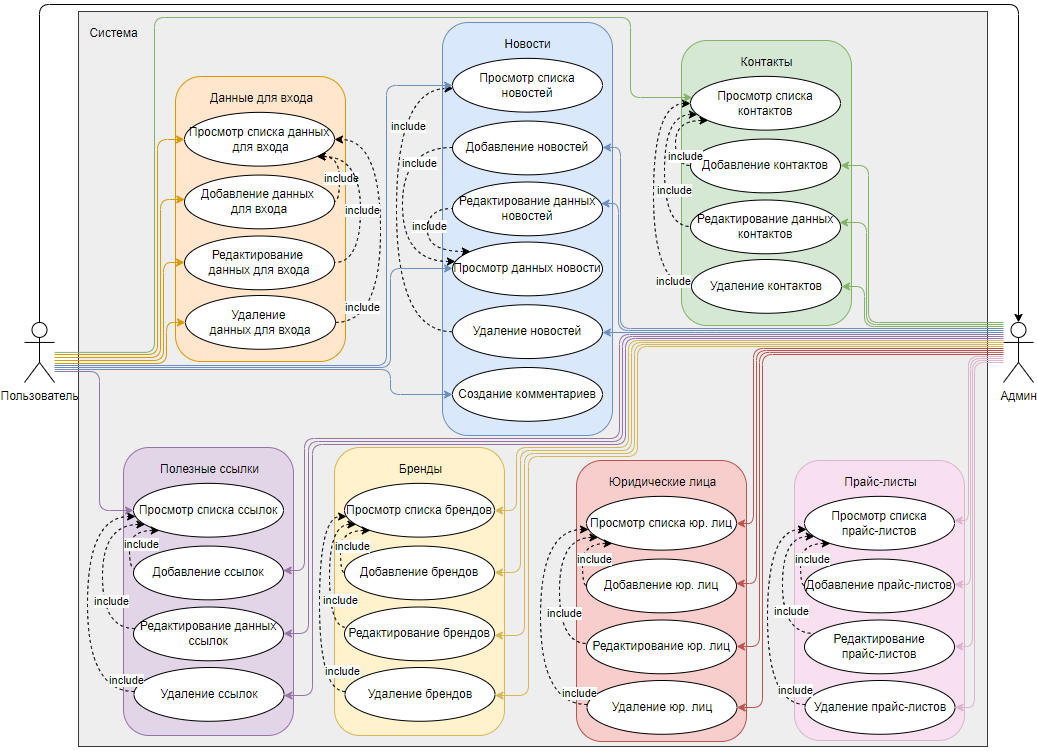 Система
Пользователь
Админ
Данные для входа
Просмотр списка данных
для входа
include
Добавление данных
для входа
include
Редактирование
данных для входа
include
Удаление
данных для входа
Новости
Просмотр списка
новостей
include
Добавление новостей
include
Редактирование данных
новостей
include
Просмотр данных новости
Удаление новостей
Создание комментариев
Контакты
Просмотр списка
контактов
include
Добавление контактов
include
Редактирование данных
контактов
include
Удаление контактов
Полезные ссылки
Просмотр списка ссылок
include
Добавление ссылок
include
Редактирование данных
ссылок
include
Удаление ссылок
Бренды
Просмотр списка брендов
include
Добавление брендов
include
Редактирование брендов
include
Удаление брендов
Юридические лица
Просмотр списка юр. лиц
include
Добавление юр. лиц
include
Редактирование юр. лиц
include
Удаление юр. лиц
Прайс-листы
Просмотр списка
прайс-листов
include
Добавление прайс-листов
include
Редактирование
прайс-листов
include
Удаление прайс-листов